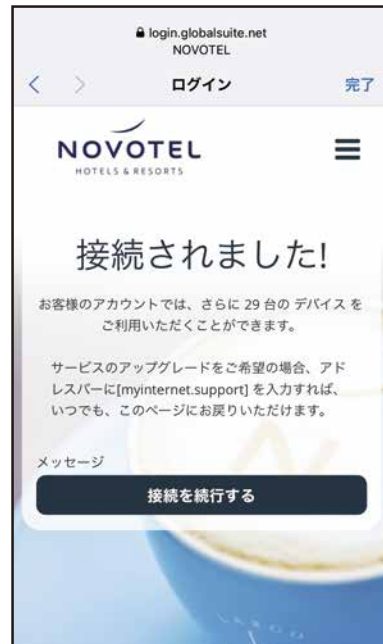 login.globalsuite.net
NOVOTEL
ログイン
完了
NOVOTEL
HOTELS & RESORTS
接続されました!
お客様のアカウントでは、さらに 29 台の デバイス を
ご利用いただくことができます。
サービスのアップグレードをご希望の場合、アド
レスバーに[myinternet.support] を入力すれば、
いつでも、このページにお戻りいただけます。
メッセージ
接続を続行する